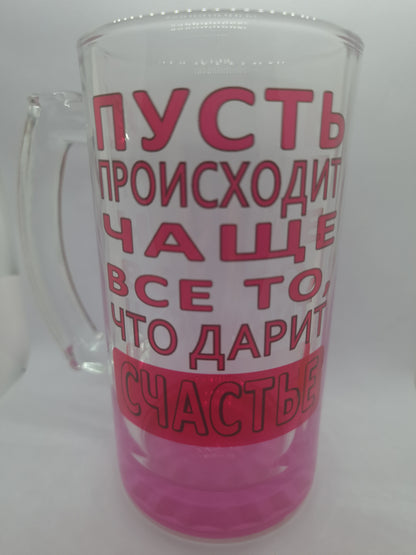 ПУСТЬ
ПРОИСХОДИТ
ЧАЩЕ
ВСЕ ТО,
ЧТО ДАРИТ
СЧАСТЬЕ